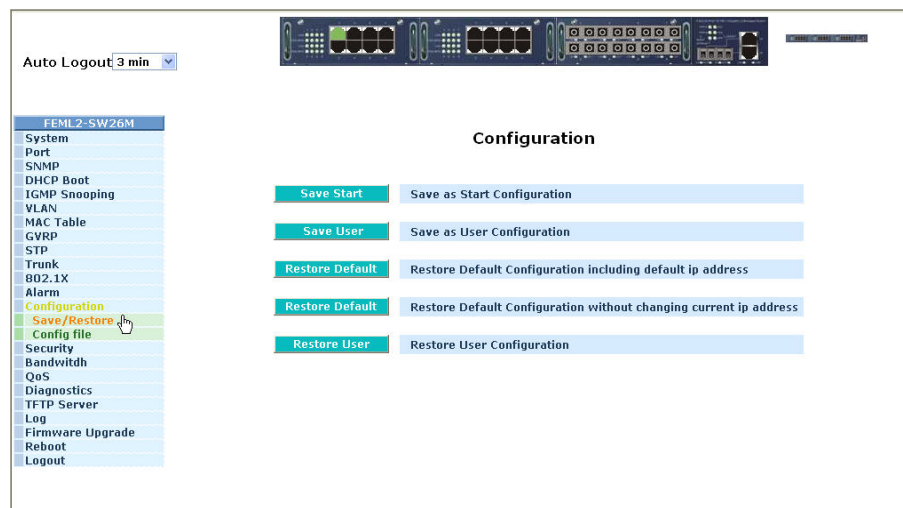 Auto Logout 3 min
FEML2-SW26M
System
Port
SNMP
DHCP Boot
IGMP Snooping
VLAN
MAC Table
GVRP
STP
Trunk
802.1X
Alarm
Configuration
Save/Restore
Config file
Security
Bandwitdh
QoS
Diagnostics
TFTP Server
Log
Firmware Upgrade
Reboot
Logout
Configuration
Save Start Save as Start Configuration
Save User Save as User Configuration
Restore Default Restore Default Configuration including default ip address
Restore Default Restore Default Configuration without changing current ip address
Restore User Restore User Configuration